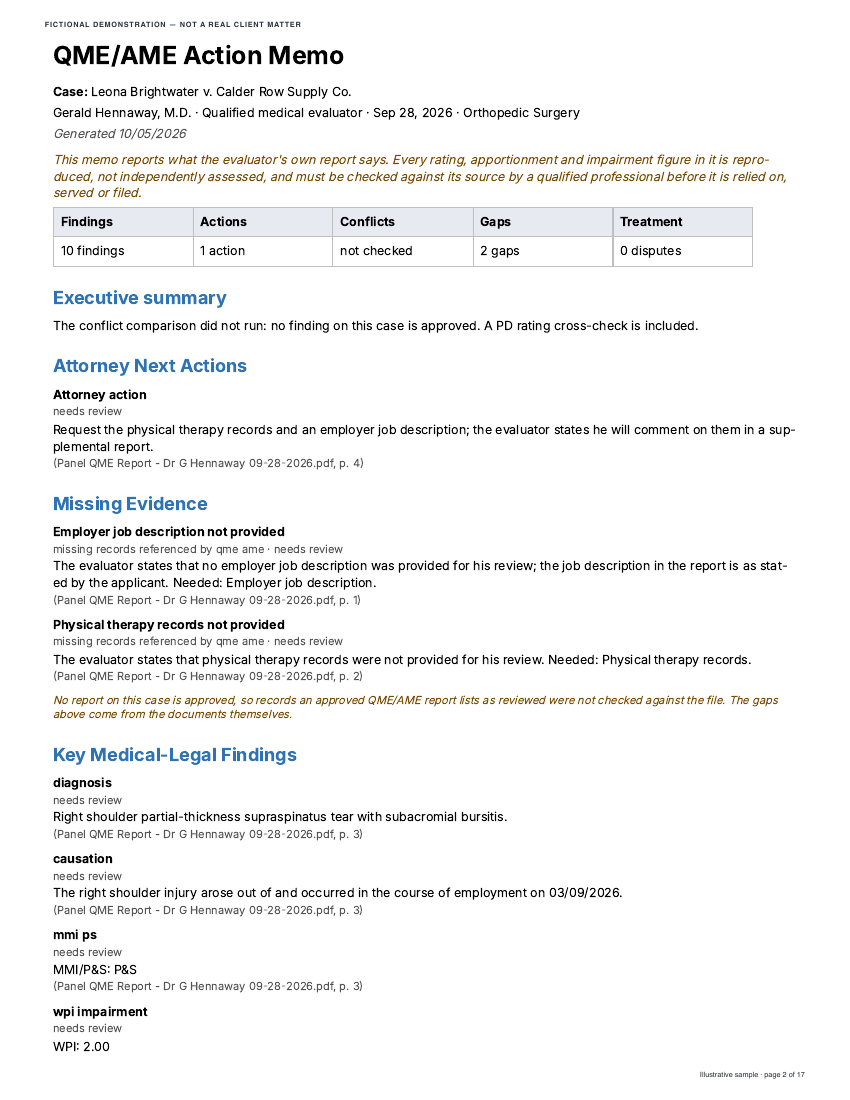 FICTIONAL DEMONSTRATION — NOT A REAL CLIENT MATTER
QME/AME Action Memo
Case: Leona Brightwater v. Calder Row Supply Co.
Gerald Hennaway, M.D. · Qualified medical evaluator · Sep 28, 2026 · Orthopedic Surgery
Generated 10/05/2026
This memo reports what the evaluator's own report says. Every rating, apportionment and impairment figure in it is repro-
duced, not independently assessed, and must be checked against its source by a qualified professional before it is relied on,
served or filed.
Findings Actions Conflicts Gaps Treatment
10 findings 1 action not checked 2 gaps 0 disputes
Executive summary
The conflict comparison did not run: no finding on this case is approved. A PD rating cross-check is included.
Attorney Next Actions
Attorney action
needs review
Request the physical therapy records and an employer job description; the evaluator states he will comment on them in a sup-
plemental report.
(Panel QME Report - Dr G Hennaway 09-28-2026.pdf, p. 4)
Missing Evidence
Employer job description not provided
missing records referenced by qme ame · needs review
The evaluator states that no employer job description was provided for his review; the job description in the report is as stat-
ed by the applicant. Needed: Employer job description.
(Panel QME Report - Dr G Hennaway 09-28-2026.pdf, p. 1)
Physical therapy records not provided
missing records referenced by qme ame · needs review
The evaluator states that physical therapy records were not provided for his review. Needed: Physical therapy records.
(Panel QME Report - Dr G Hennaway 09-28-2026.pdf, p. 2)
No report on this case is approved, so records an approved QME/AME report lists as reviewed were not checked against the file. The gaps
above come from the documents themselves.
Key Medical-Legal Findings
diagnosis
needs review
Right shoulder partial-thickness supraspinatus tear with subacromial bursitis.
(Panel QME Report - Dr G Hennaway 09-28-2026.pdf, p. 3)
causation
needs review
The right shoulder injury arose out of and occurred in the course of employment on 03/09/2026.
(Panel QME Report - Dr G Hennaway 09-28-2026.pdf, p. 3)
mmi ps
needs review
MMI/P&S: P&S
(Panel QME Report - Dr G Hennaway 09-28-2026.pdf, p. 3)
wpi impairment
needs review
WPI: 2.00
Illustrative sample · page 2 of 17